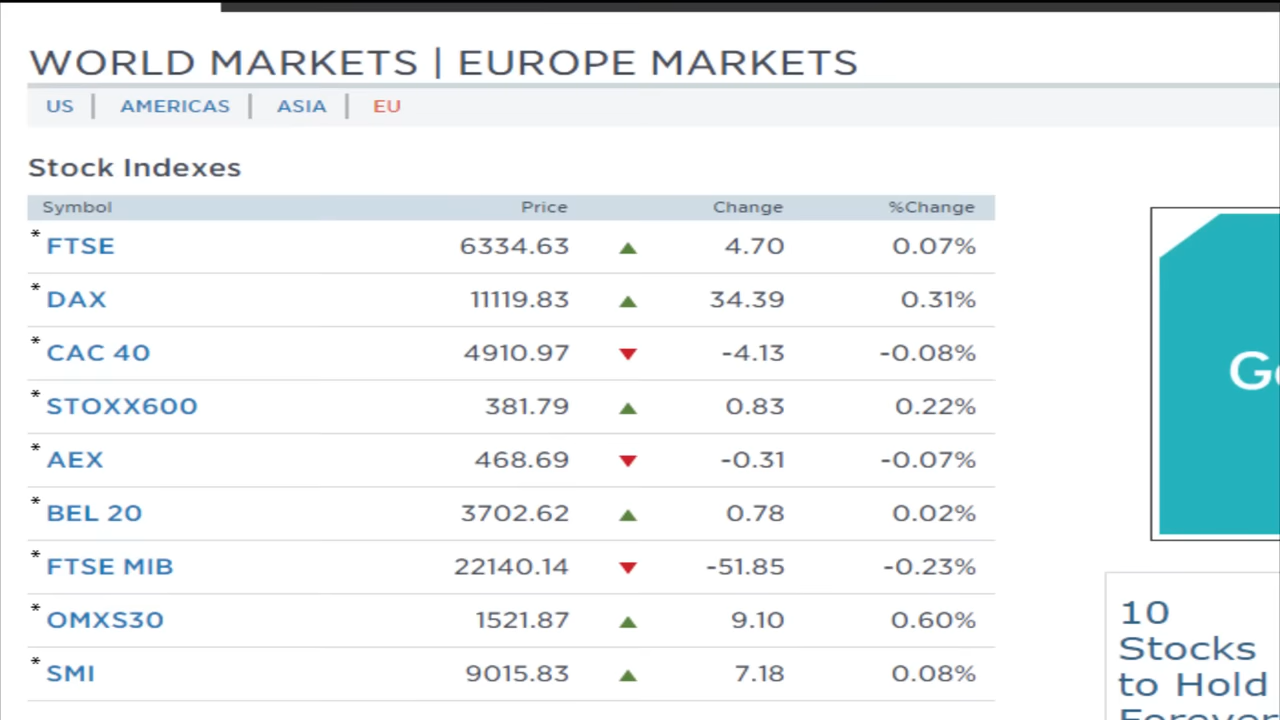 WORLD MARKETS | EUROPE MARKETS
US | AMERICAS | ASIA | EU
Stock Indexes
Symbol Price Change %Change
* FTSE 6334.63 ▲ 4.70 0.07%
* DAX 11119.83 ▲ 34.39 0.31%
* CAC 40 4910.97 ▼ -4.13 -0.08%
* STOXX600 381.79 ▲ 0.83 0.22%
* AEX 468.69 ▼ -0.31 -0.07%
* BEL 20 3702.62 ▲ 0.78 0.02%
* FTSE MIB 22140.14 ▼ -51.85 -0.23%
* OMXS30 1521.87 ▲ 9.10 0.60%
* SMI 9015.83 ▲ 7.18 0.08%
10
Stocks
to Hold